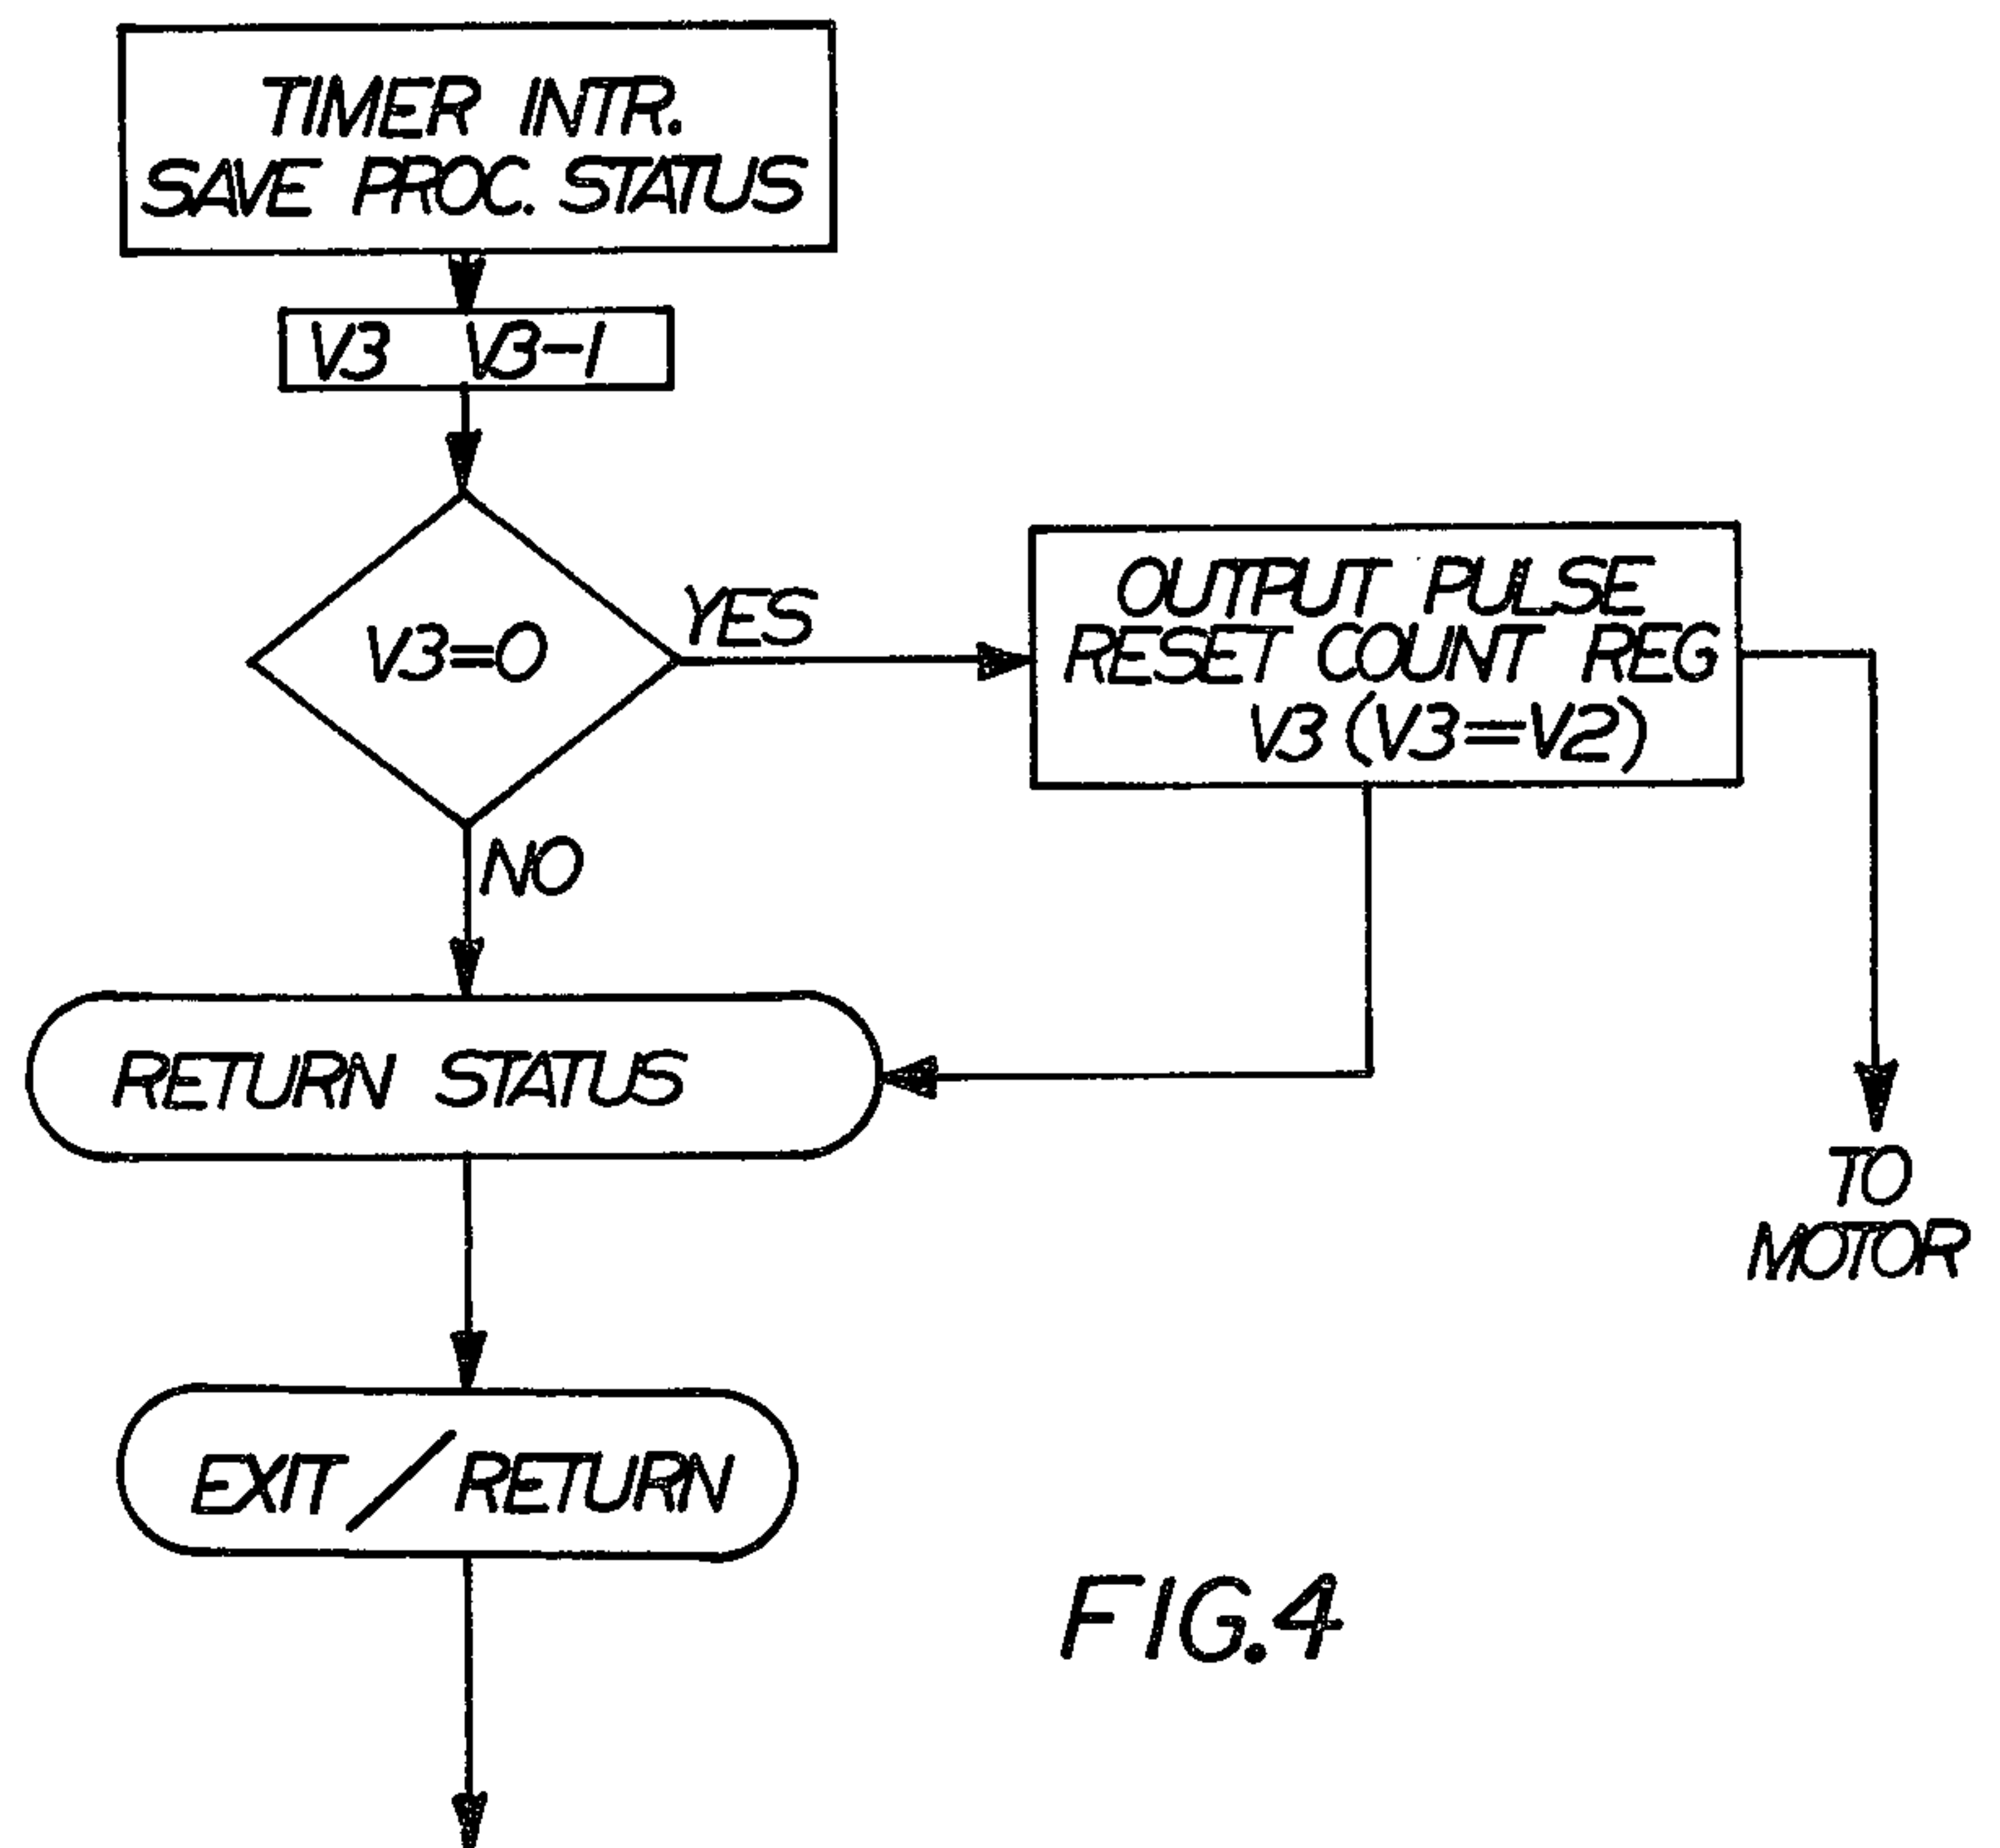 TIMER INTR.
SAVE PROC. STATUS
V3 V3-1
V3=0
YES
OUTPUT PULSE
RESET COUNT REG
V3 (V3=V2)
NO
RETURN STATUS
TO
MOTOR
EXIT / RETURN
FIG.4